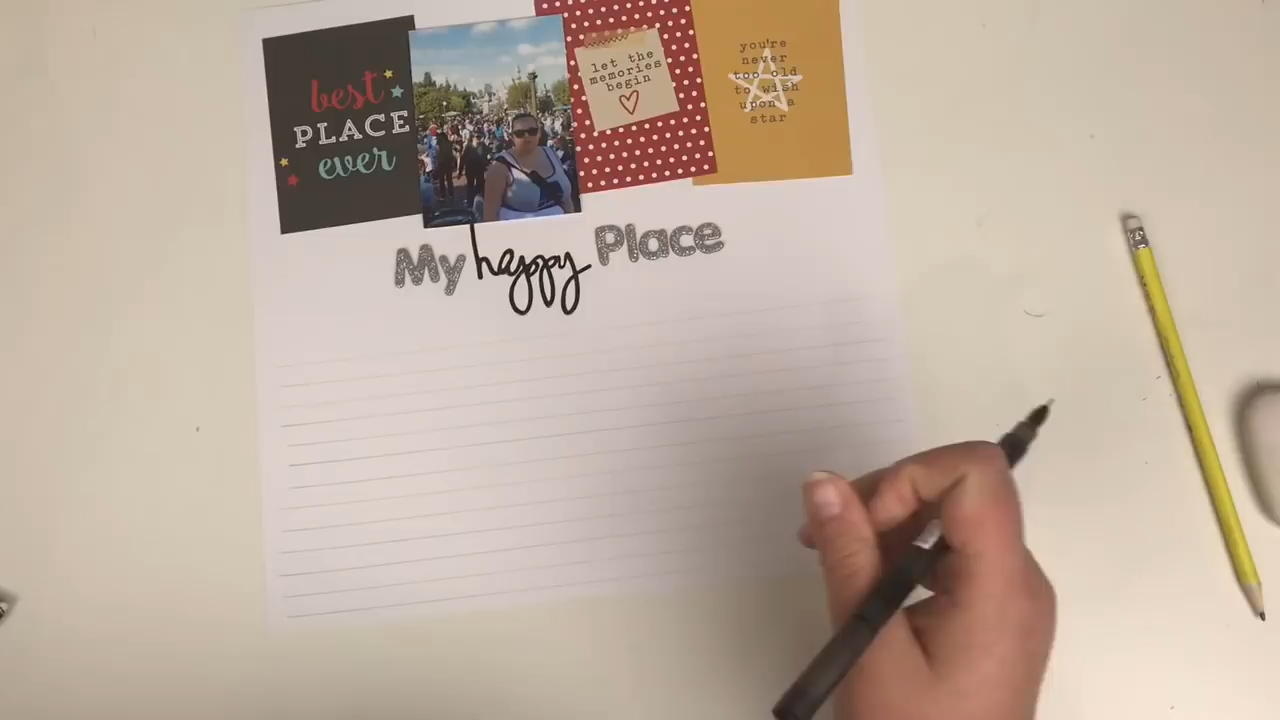 best
PLACE
ever
let the
memories
begin
you're
never
too old
to wish
upon a
star
My happy Place